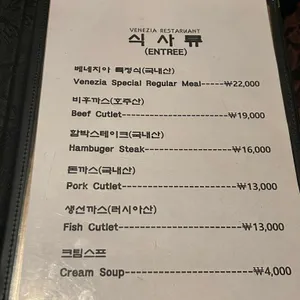 VENEZIA RESTARUANT
식 사 류
(ENTREE)
베네치아 특정식(국내산)
Venezia Special Regular Meal-----₩22,000
비후까스(호주산)
Beef Cutlet------------------₩19,000
함박스테이크(국내산)
Hambuger Steak---------------₩16,000
돈까스(국내산)
Pork Cutlet------------------₩13,000
생선까스(러시아산)
Fish Cutlet------------------₩13,000
크림스프
Cream Soup-------------------₩4,000